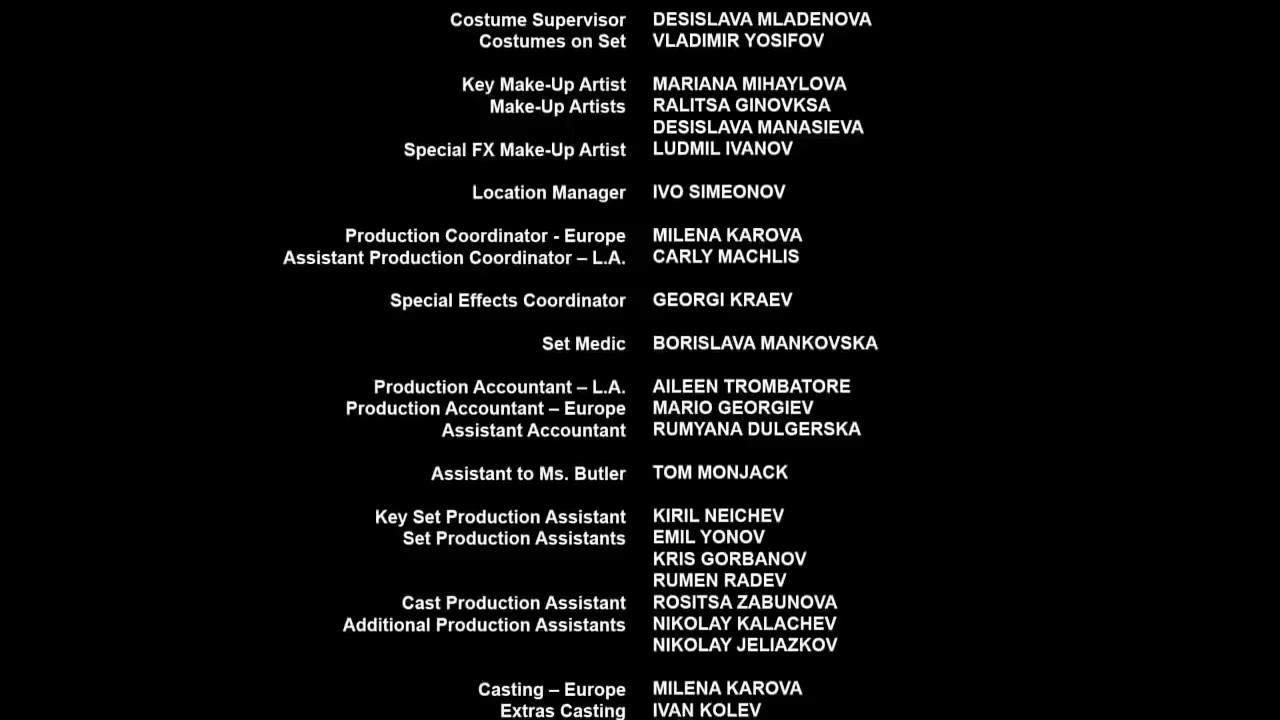 Costume Supervisor DESISLAVA MLADENOVA
Costumes on Set VLADIMIR YOSIFOV
Key Make-Up Artist MARIANA MIHAYLOVA
Make-Up Artists RALITSA GINOVKSA
DESISLAVA MANASIEVA
Special FX Make-Up Artist LUDMIL IVANOV
Location Manager IVO SIMEONOV
Production Coordinator - Europe MILENA KAROVA
Assistant Production Coordinator – L.A. CARLY MACHLIS
Special Effects Coordinator GEORGI KRAEV
Set Medic BORISLAVA MANKOVSKA
Production Accountant – L.A. AILEEN TROMBATORE
Production Accountant – Europe MARIO GEORGIEV
Assistant Accountant RUMYANA DULGERSKA
Assistant to Ms. Butler TOM MONJACK
Key Set Production Assistant KIRIL NEICHEV
Set Production Assistants EMIL YONOV
KRIS GORBANOV
RUMEN RADEV
Cast Production Assistant ROSITSA ZABUNOVA
Additional Production Assistants NIKOLAY KALACHEV
NIKOLAY JELIAZKOV
Casting – Europe MILENA KAROVA
Extras Casting IVAN KOLEV